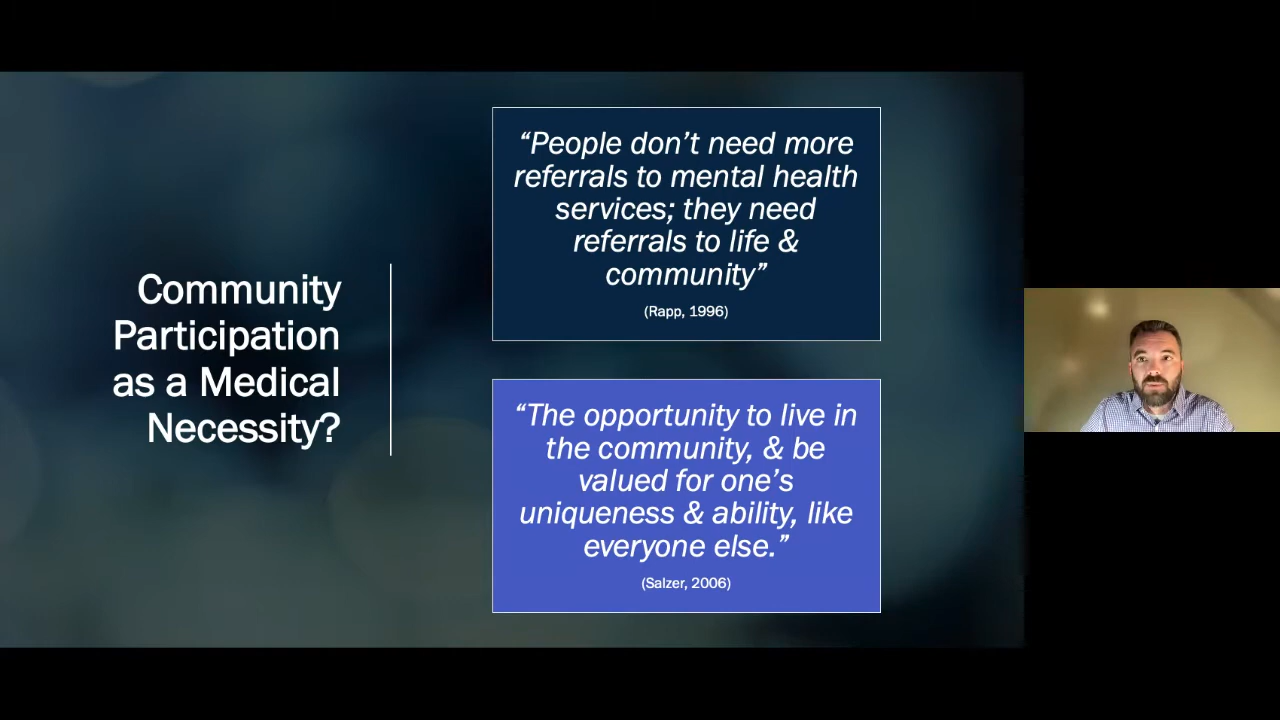 Community
Participation
as a Medical
Necessity?
“People don’t need more
referrals to mental health
services; they need
referrals to life &
community”
(Rapp, 1996)
“The opportunity to live in
the community, & be
valued for one’s
uniqueness & ability, like
everyone else.”
(Salzer, 2006)